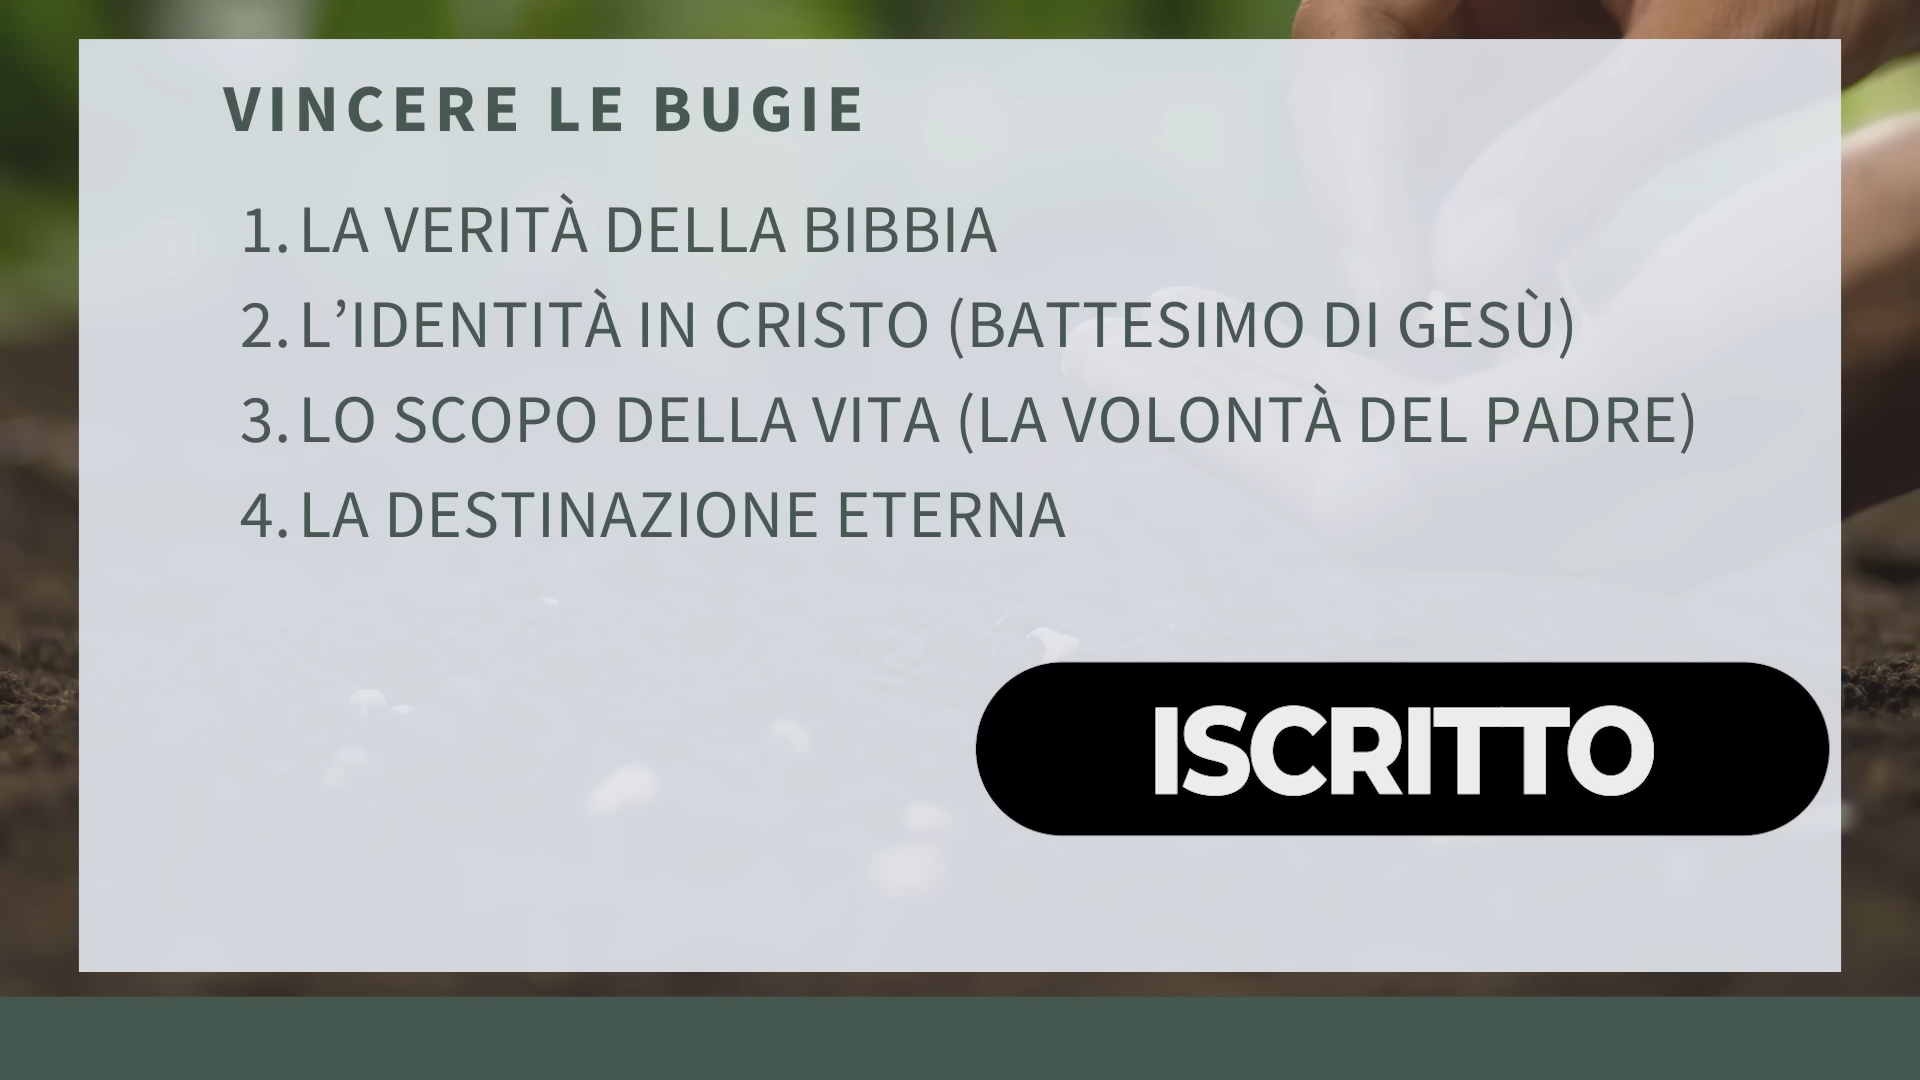 VINCERE LE BUGIE
1. LA VERITÀ DELLA BIBBIA
2. L’IDENTITÀ IN CRISTO (BATTESIMO DI GESÙ)
3. LO SCOPO DELLA VITA (LA VOLONTÀ DEL PADRE)
4. LA DESTINAZIONE ETERNA
ISCRITTO